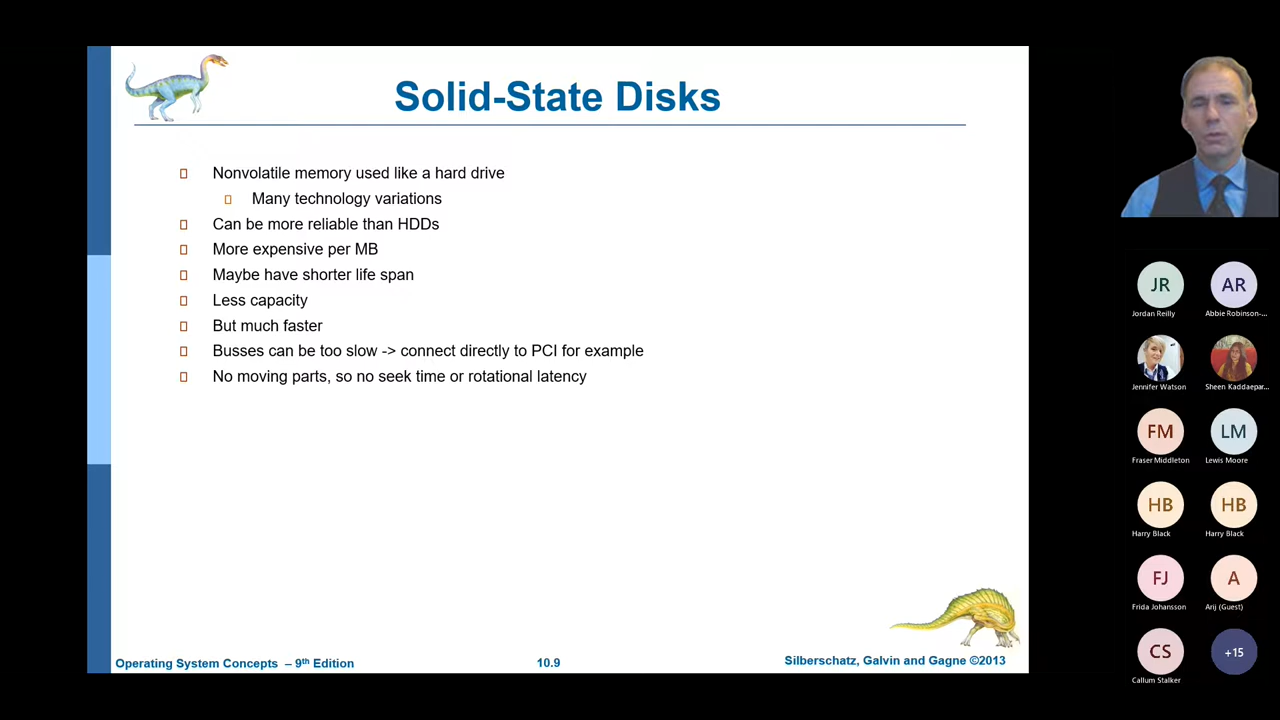 Solid-State Disks
Nonvolatile memory used like a hard drive
Many technology variations
Can be more reliable than HDDs
More expensive per MB
Maybe have shorter life span
Less capacity
But much faster
Busses can be too slow -> connect directly to PCI for example
No moving parts, so no seek time or rotational latency
Operating System Concepts – 9th Edition
10.9
Silberschatz, Galvin and Gagne ©2013
JR
AR
Jordan Reilly
Abbie Robinson-...
Jennifer Watson
Sheen Kaddaepar...
FM
LM
Fraser Middleton
Lewis Moore
HB
HB
Harry Black
Harry Black
FJ
A
Frida Johansson
Arij (Guest)
CS
+15
Callum Stalker